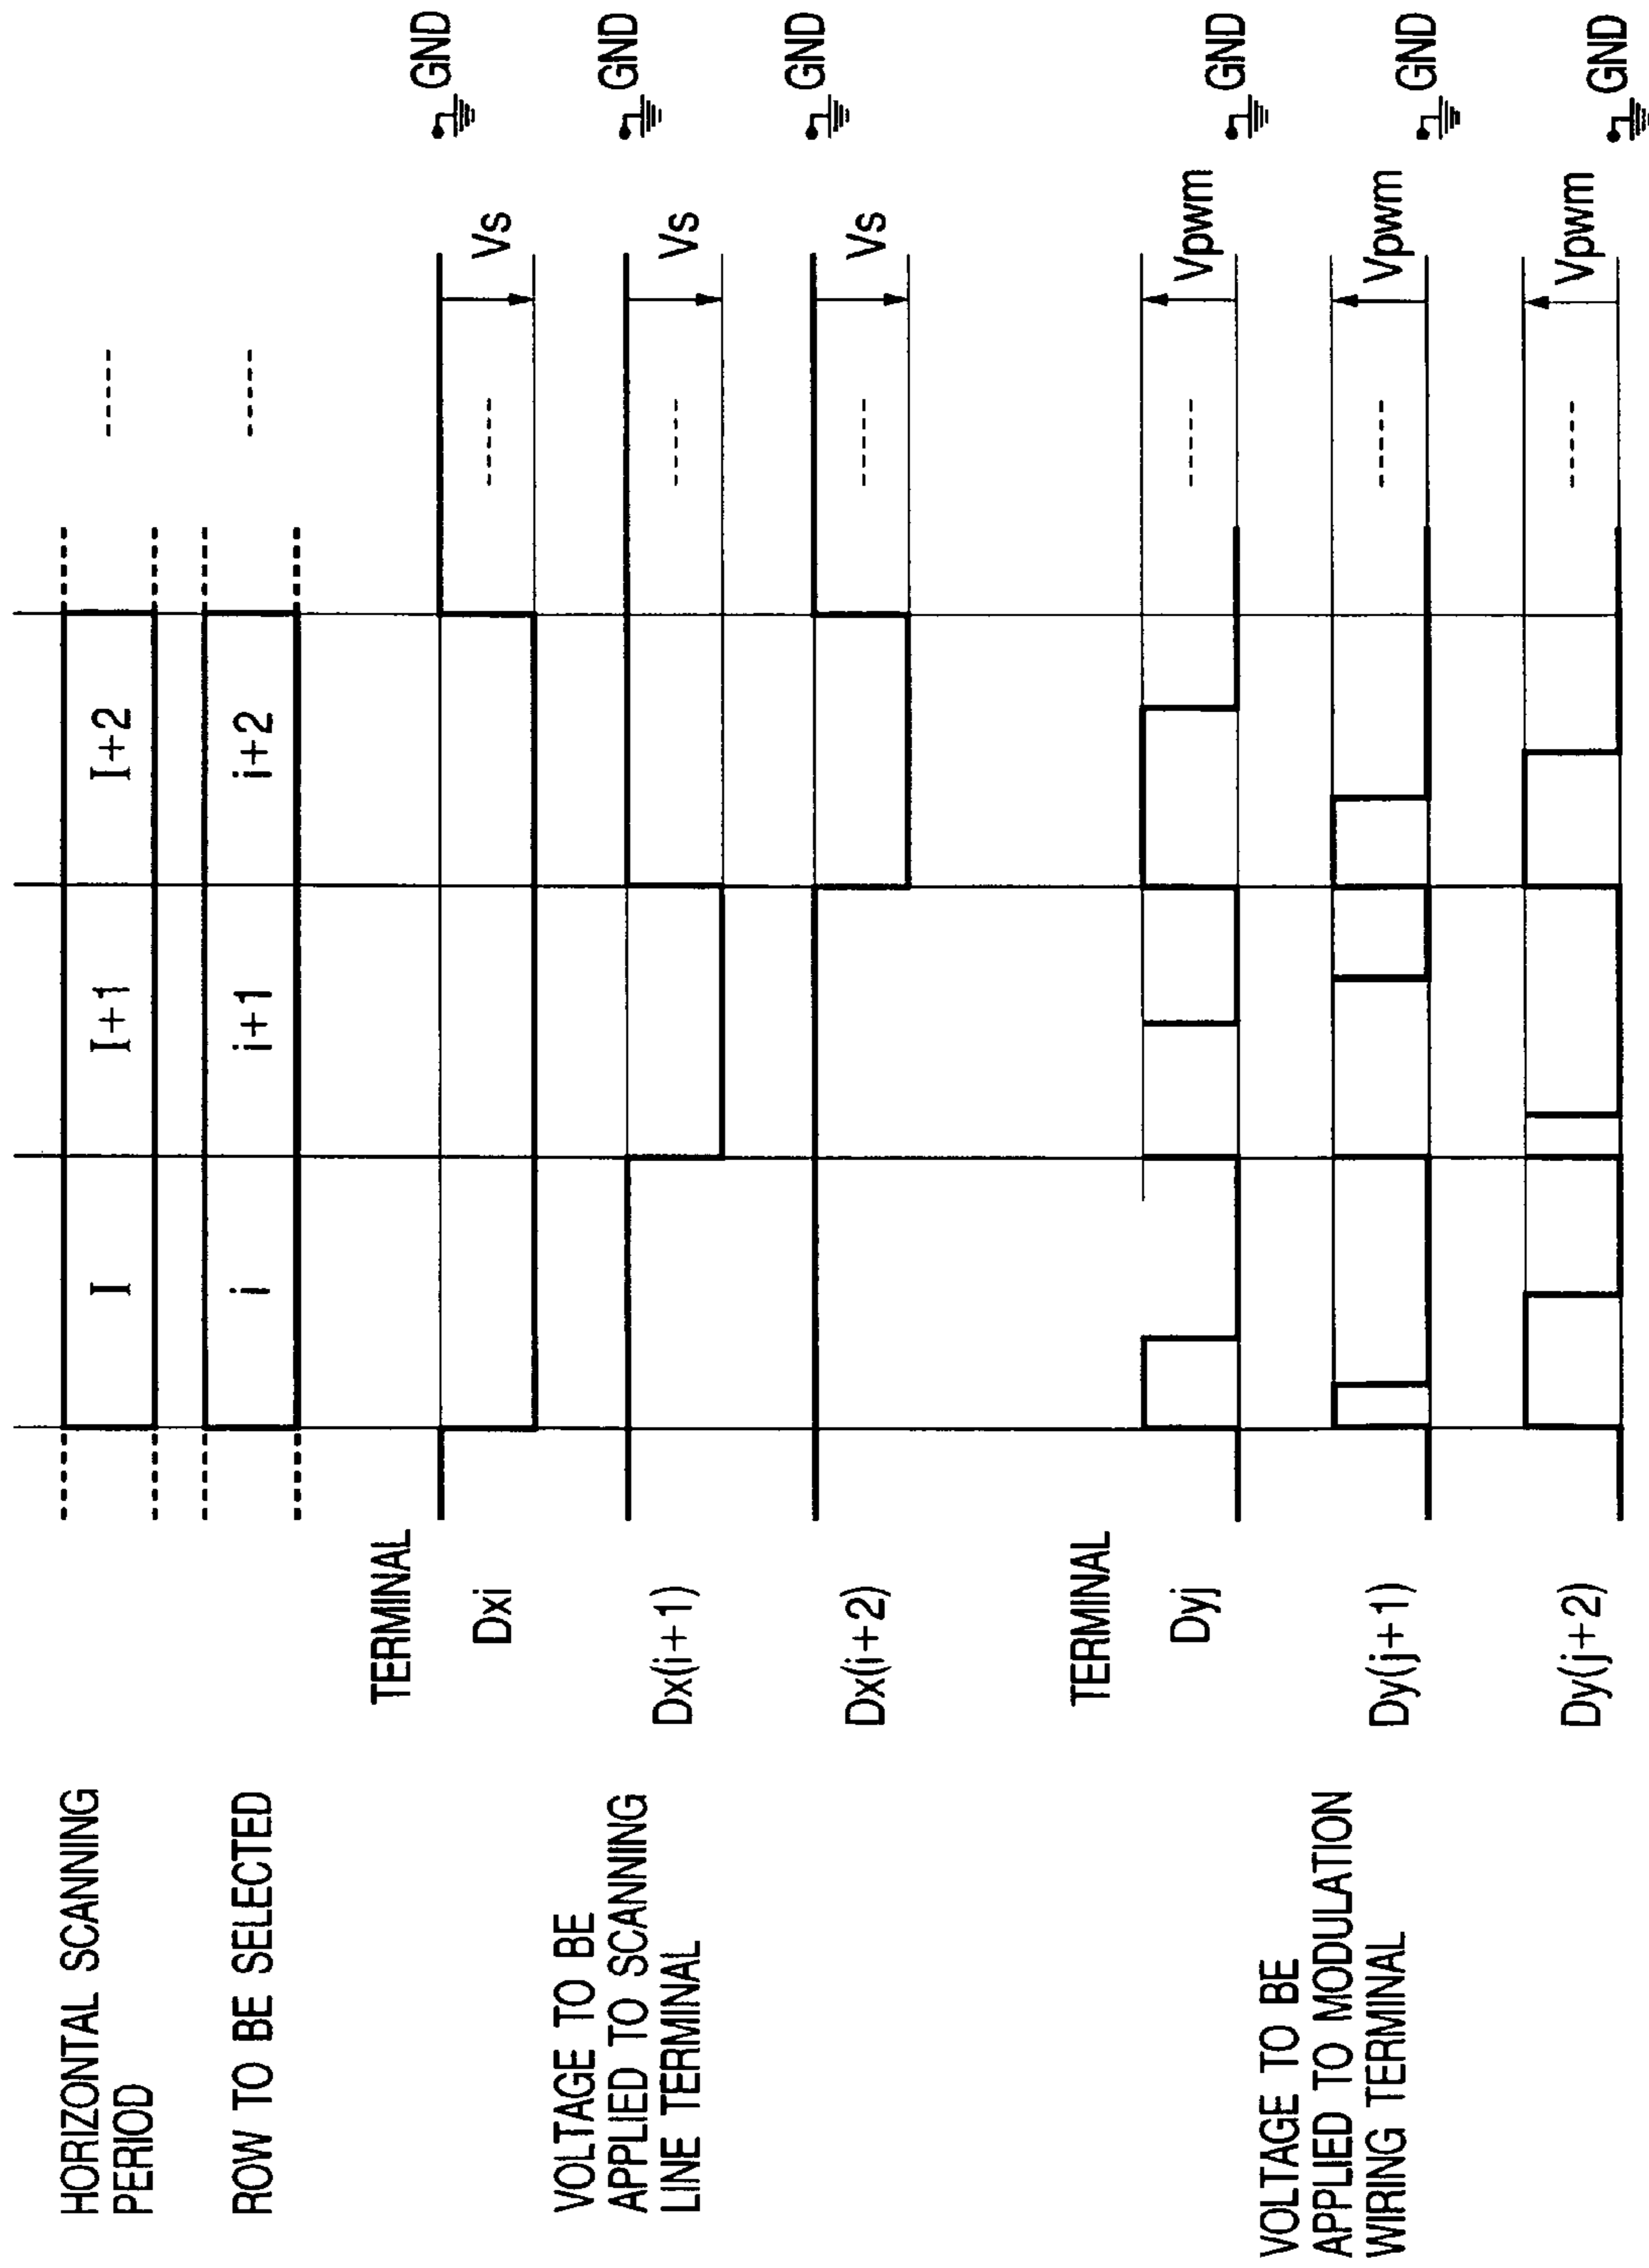 HORIZONTAL SCANNING
PERIOD
I
I+1
I+2
-----
ROW TO BE SELECTED
i
i+1
i+2
-----
VOLTAGE TO BE
APPLIED TO SCANNING
LINE TERMINAL
TERMINAL
Dxi
-----
Vs
GND
Dx(i+1)
-----
Vs
GND
Dx(i+2)
-----
Vs
GND
VOLTAGE TO BE
APPLIED TO MODULATION
WIRING TERMINAL
TERMINAL
Dyj
-----
Vpwm
GND
Dy(j+1)
-----
Vpwm
GND
Dy(j+2)
-----
Vpwm
GND